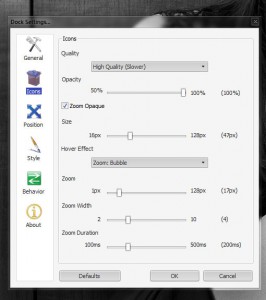 Dock Settings...
General
Icons
Position
Style
Behavior
About
Icons
Quality
High Quality (Slower)
Opacity
50% 100% (100%)
Zoom Opaque
Size
16px 128px (47px)
Hover Effect
Zoom: Bubble
Zoom
1px 128px (17px)
Zoom Width
2 10 (4)
Zoom Duration
100ms 500ms (200ms)
Defaults OK Cancel